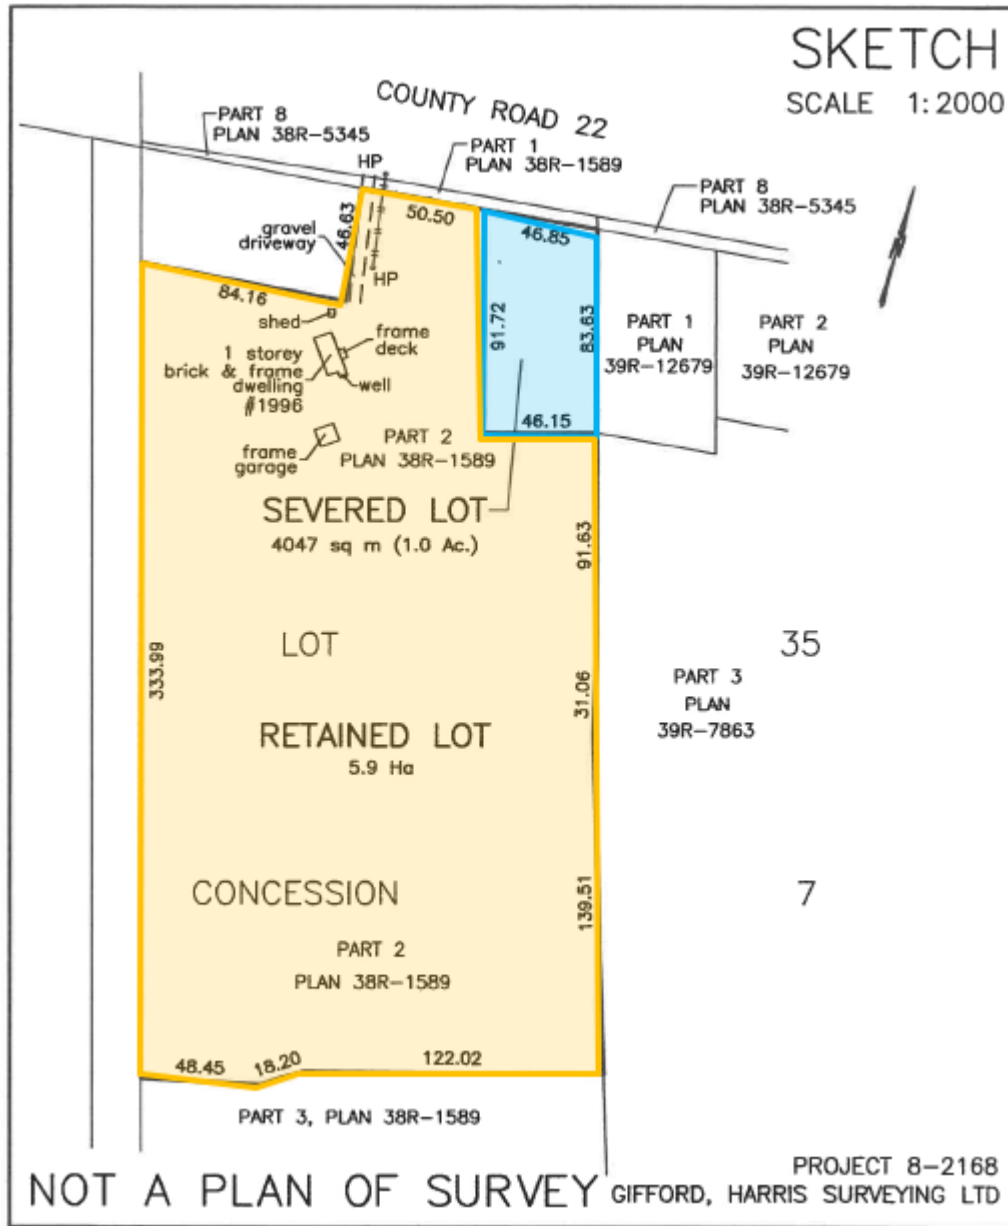 SKETCH
SCALE 1:2000
COUNTY ROAD 22
PART 8
PLAN 38R-5345
PART 1
PLAN 38R-1589
PART 8
PLAN 38R-5345
HP
50.50
46.85
46.63
gravel
driveway
HP
84.16
shed
frame
deck
1 storey
brick & frame
dwelling
#1996
well
frame
garage
91.72
83.63
PART 1
PLAN
39R-12679
PART 2
PLAN
39R-12679
46.15
PART 2
PLAN 38R-1589
SEVERED LOT
4047 sq m (1.0 Ac.)
91.63
LOT
35
333.99
31.06
PART 3
PLAN
39R-7863
RETAINED LOT
5.9 Ha
CONCESSION
7
139.51
PART 2
PLAN 38R-1589
48.45
18.20
122.02
PART 3, PLAN 38R-1589
NOT A PLAN OF SURVEY
PROJECT 8-2168
GIFFORD, HARRIS SURVEYING LTD